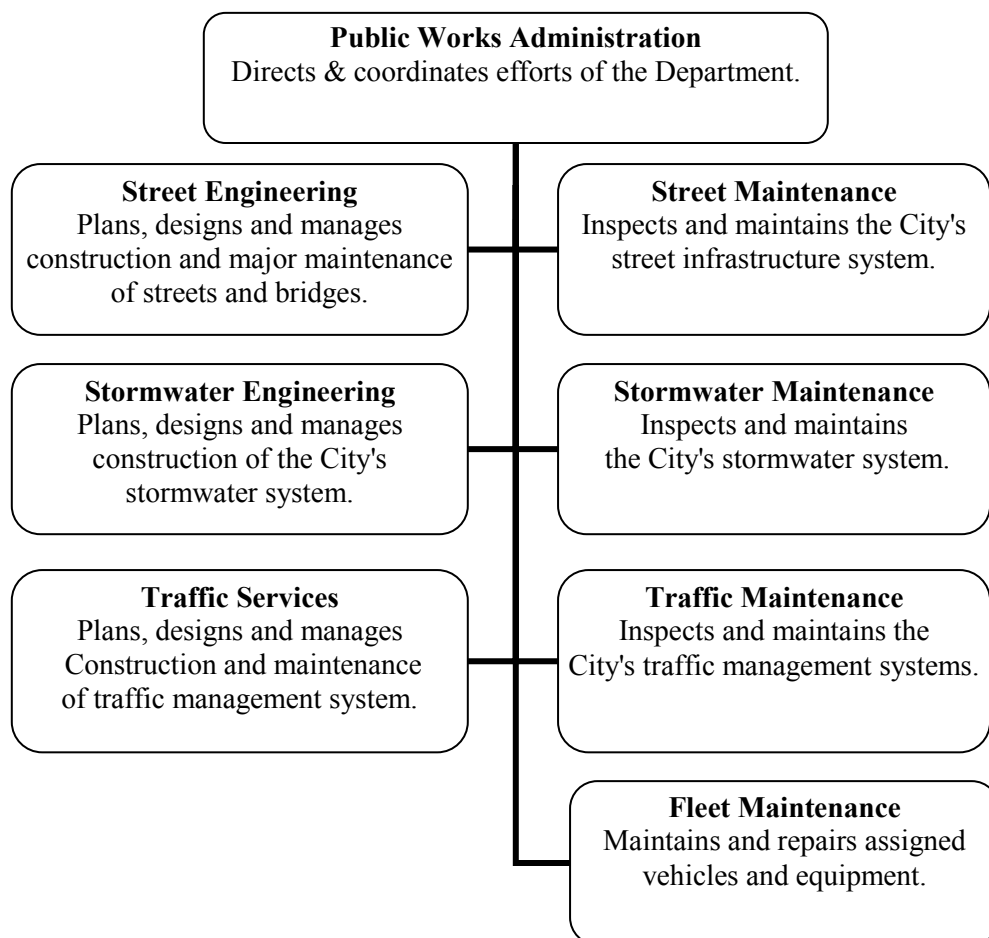 Public Works Administration
Directs & coordinates efforts of the Department.
Street Engineering
Plans, designs and manages
construction and major maintenance
of streets and bridges.
Street Maintenance
Inspects and maintains the City's
street infrastructure system.
Stormwater Engineering
Plans, designs and manages
construction of the City's
stormwater system.
Stormwater Maintenance
Inspects and maintains
the City's stormwater system.
Traffic Services
Plans, designs and manages
Construction and maintenance
of traffic management system.
Traffic Maintenance
Inspects and maintains the
City's traffic management systems.
Fleet Maintenance
Maintains and repairs assigned
vehicles and equipment.